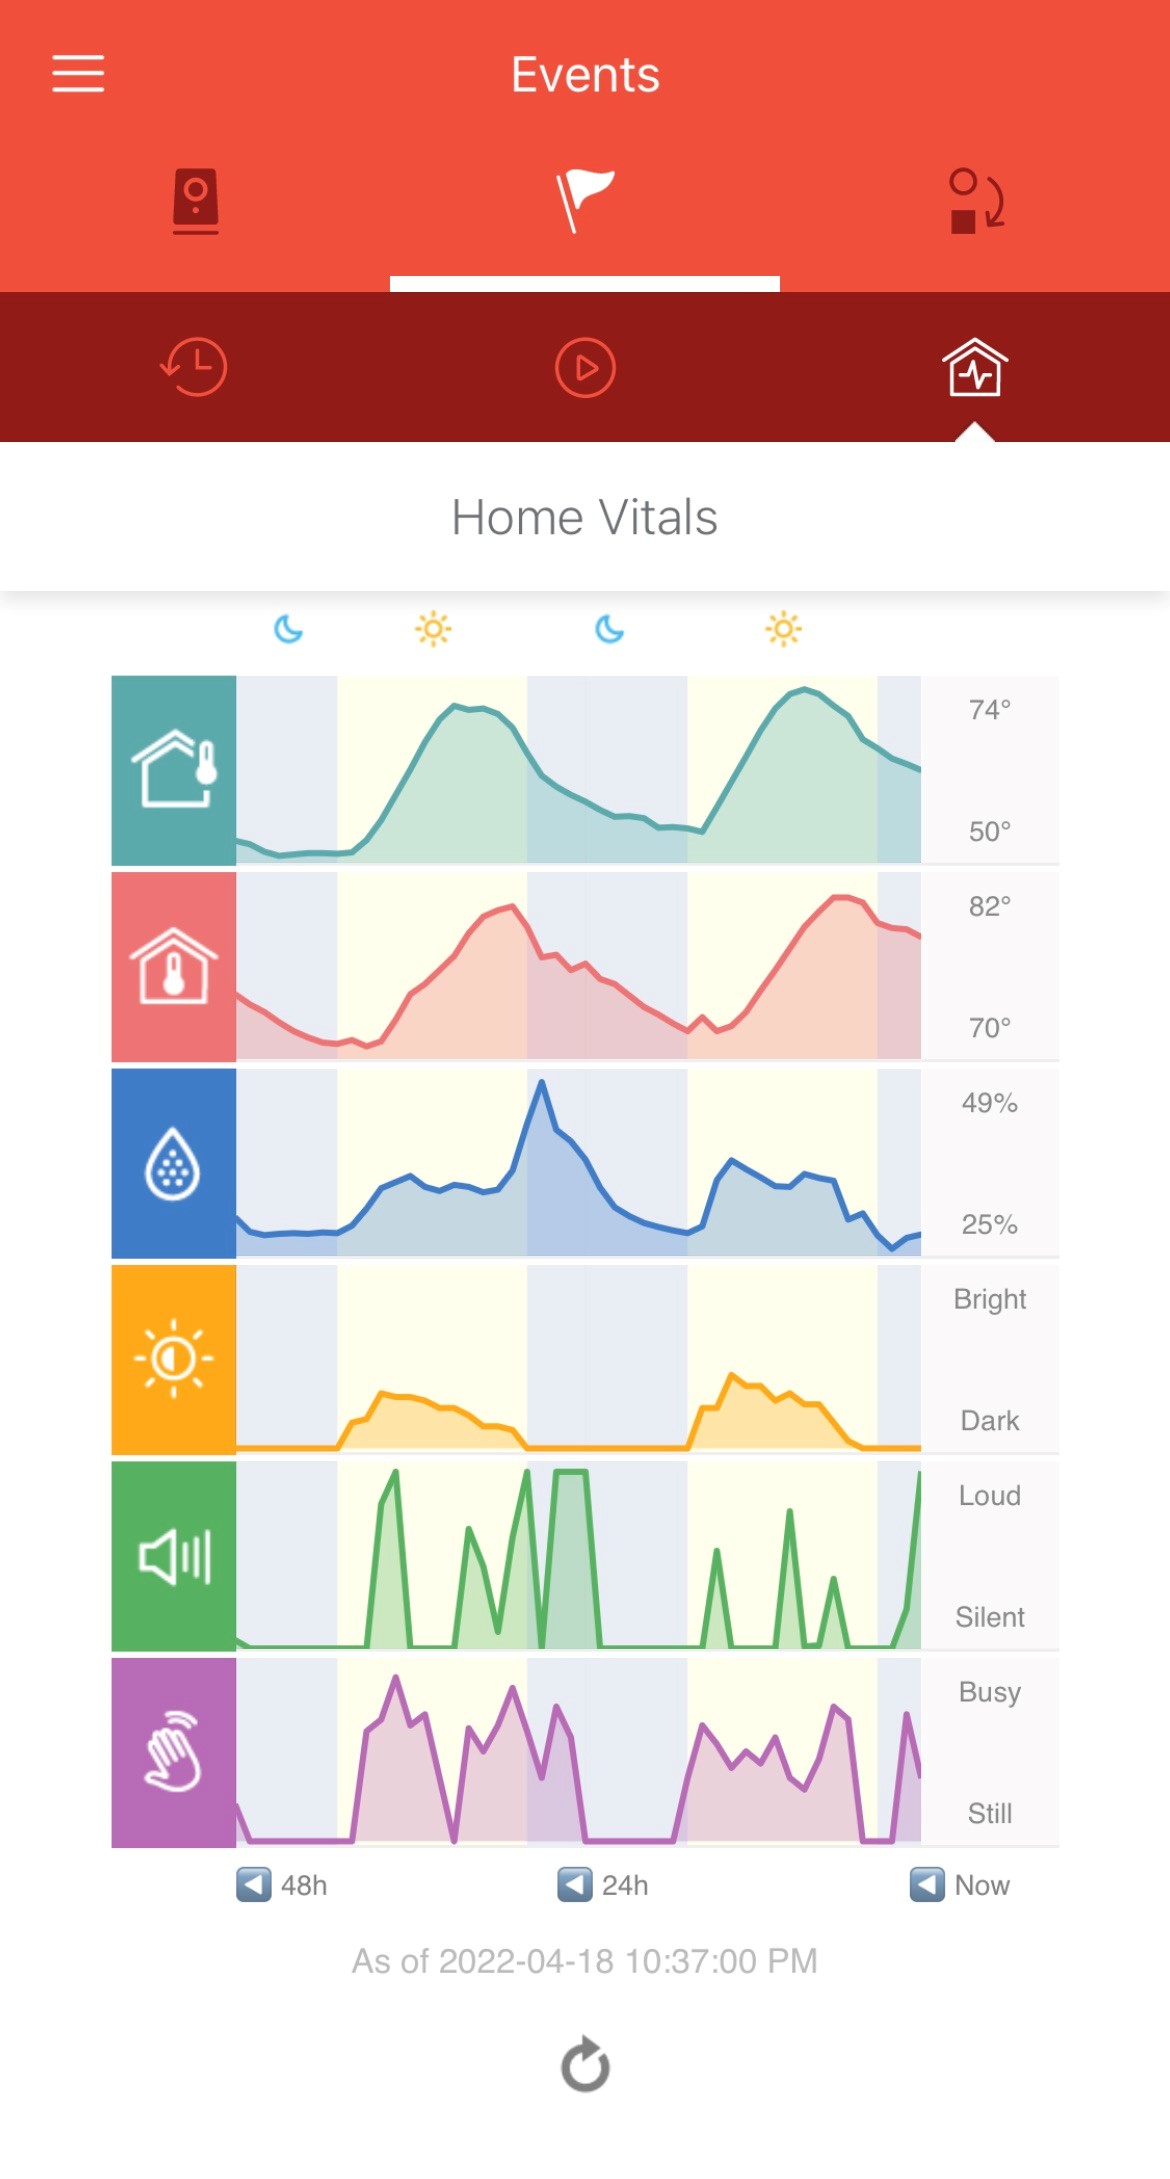 Events
Home Vitals
74°
50°
82°
70°
49%
25%
Bright
Dark
Loud
Silent
Busy
Still
48h
24h
Now
As of 2022-04-18 10:37:00 PM